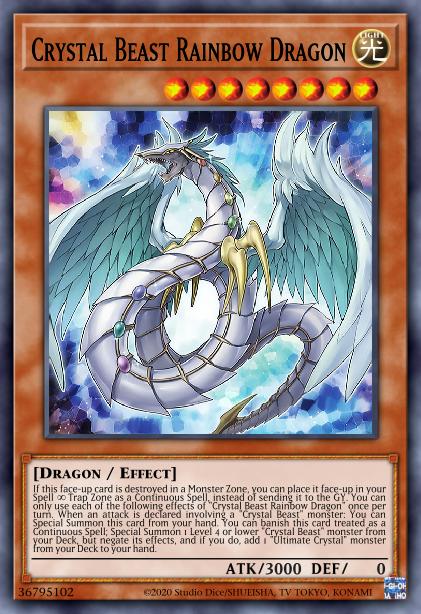 Crystal Beast Rainbow Dragon
LIGHT
光
[Dragon / Effect]
If this face-up card is destroyed in a Monster Zone, you can place it face-up in your
Spell ∞ Trap Zone as a Continuous Spell, instead of sending it to the GY. You can
only use each of the following effects of "Crystal Beast Rainbow Dragon" once per
turn. When an attack is declared involving a "Crystal Beast" monster: You can
Special Summon this card from your hand. You can banish this card treated as a
Continuous Spell; Special Summon 1 Level 4 or lower "Crystal Beast" monster from
your Deck, but negate its effects, and if you do, add 1 "Ultimate Crystal" monster
from your Deck to your hand.
ATK/3000 DEF/ 0
36795102 ©2020 Studio Dice/SHUEISHA, TV TOKYO, KONAMI